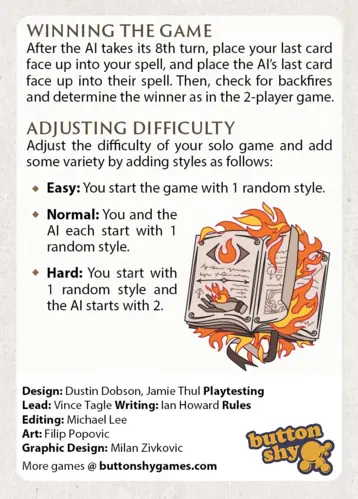 WINNING THE GAME
After the AI takes its 8th turn, place your last card
face up into your spell, and place the AI's last card
face up into their spell. Then, check for backfires
and determine the winner as in the 2-player game.
ADJUSTING DIFFICULTY
Adjust the difficulty of your solo game and add
some variety by adding styles as follows:
◆ Easy: You start the game with 1 random style.
◆ Normal: You and the
AI each start with 1
random style.
◆ Hard: You start with
1 random style and
the AI starts with 2.
Design: Dustin Dobson, Jamie Thul Playtesting
Lead: Vince Tagle Writing: Ian Howard Rules
Editing: Michael Lee
Art: Filip Popovic
Graphic Design: Milan Zivkovic
More games @ buttonshygames.com
button
shy